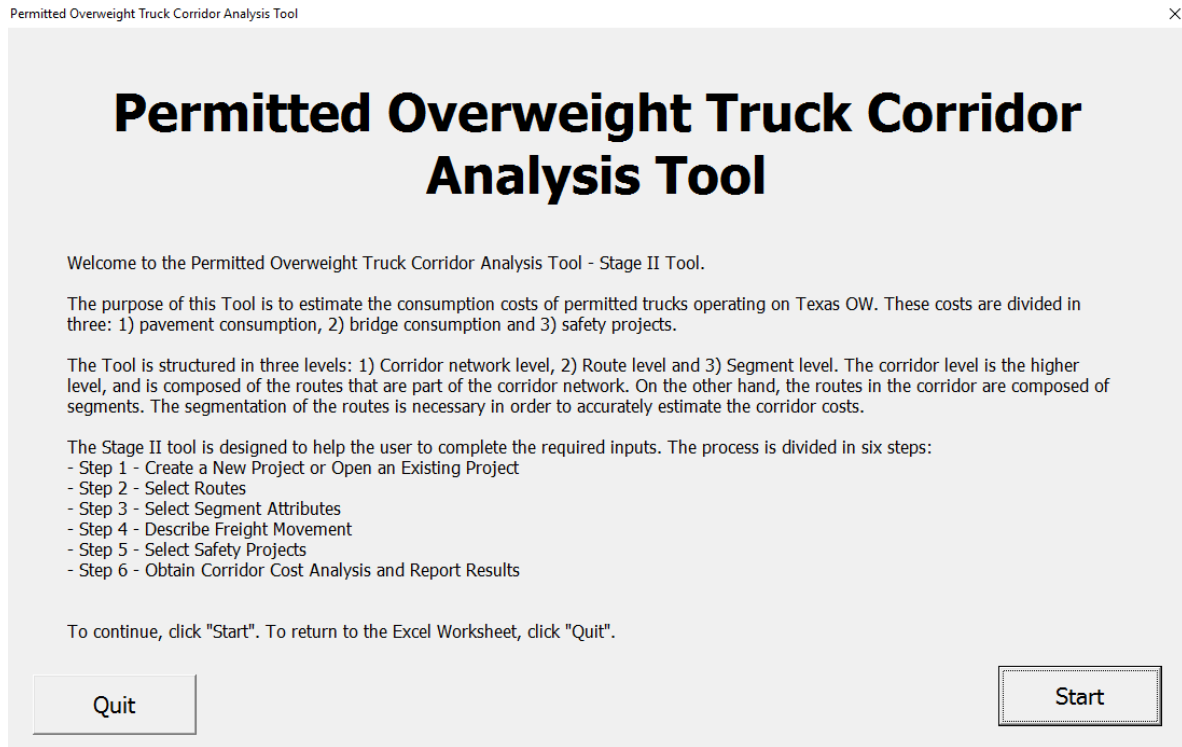 Permitted Overweight Truck Corridor Analysis Tool
Permitted Overweight Truck Corridor
Analysis Tool
Welcome to the Permitted Overweight Truck Corridor Analysis Tool - Stage II Tool.
The purpose of this Tool is to estimate the consumption costs of permitted trucks operating on Texas OW. These costs are divided in
three: 1) pavement consumption, 2) bridge consumption and 3) safety projects.
The Tool is structured in three levels: 1) Corridor network level, 2) Route level and 3) Segment level. The corridor level is the higher
level, and is composed of the routes that are part of the corridor network. On the other hand, the routes in the corridor are composed of
segments. The segmentation of the routes is necessary in order to accurately estimate the corridor costs.
The Stage II tool is designed to help the user to complete the required inputs. The process is divided in six steps:
- Step 1 - Create a New Project or Open an Existing Project
- Step 2 - Select Routes
- Step 3 - Select Segment Attributes
- Step 4 - Describe Freight Movement
- Step 5 - Select Safety Projects
- Step 6 - Obtain Corridor Cost Analysis and Report Results
To continue, click "Start". To return to the Excel Worksheet, click "Quit".
Quit
Start